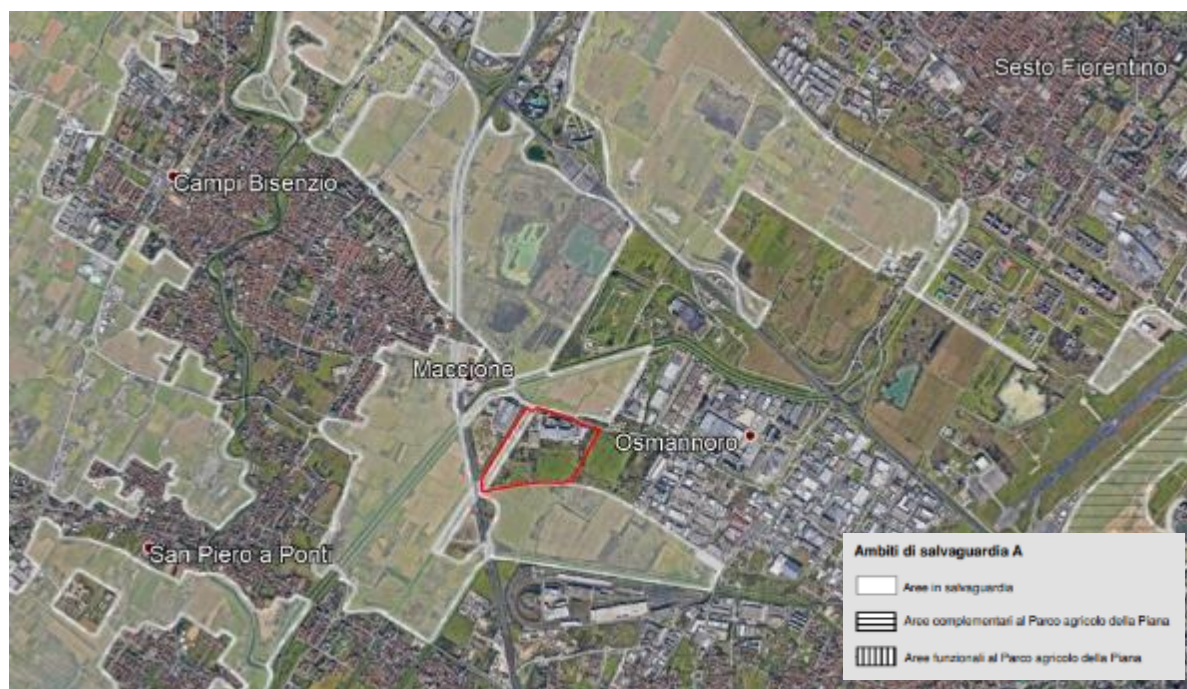 Sesto Fiorentino
Campi Bisenzio
Maccione
Osmannoro
San Piero a Ponti
Ambiti di salvaguardia A
Aree in salvaguardia
Aree complementari al Parco agricolo della Piana
Aree funzionali al Parco agricolo della Piana